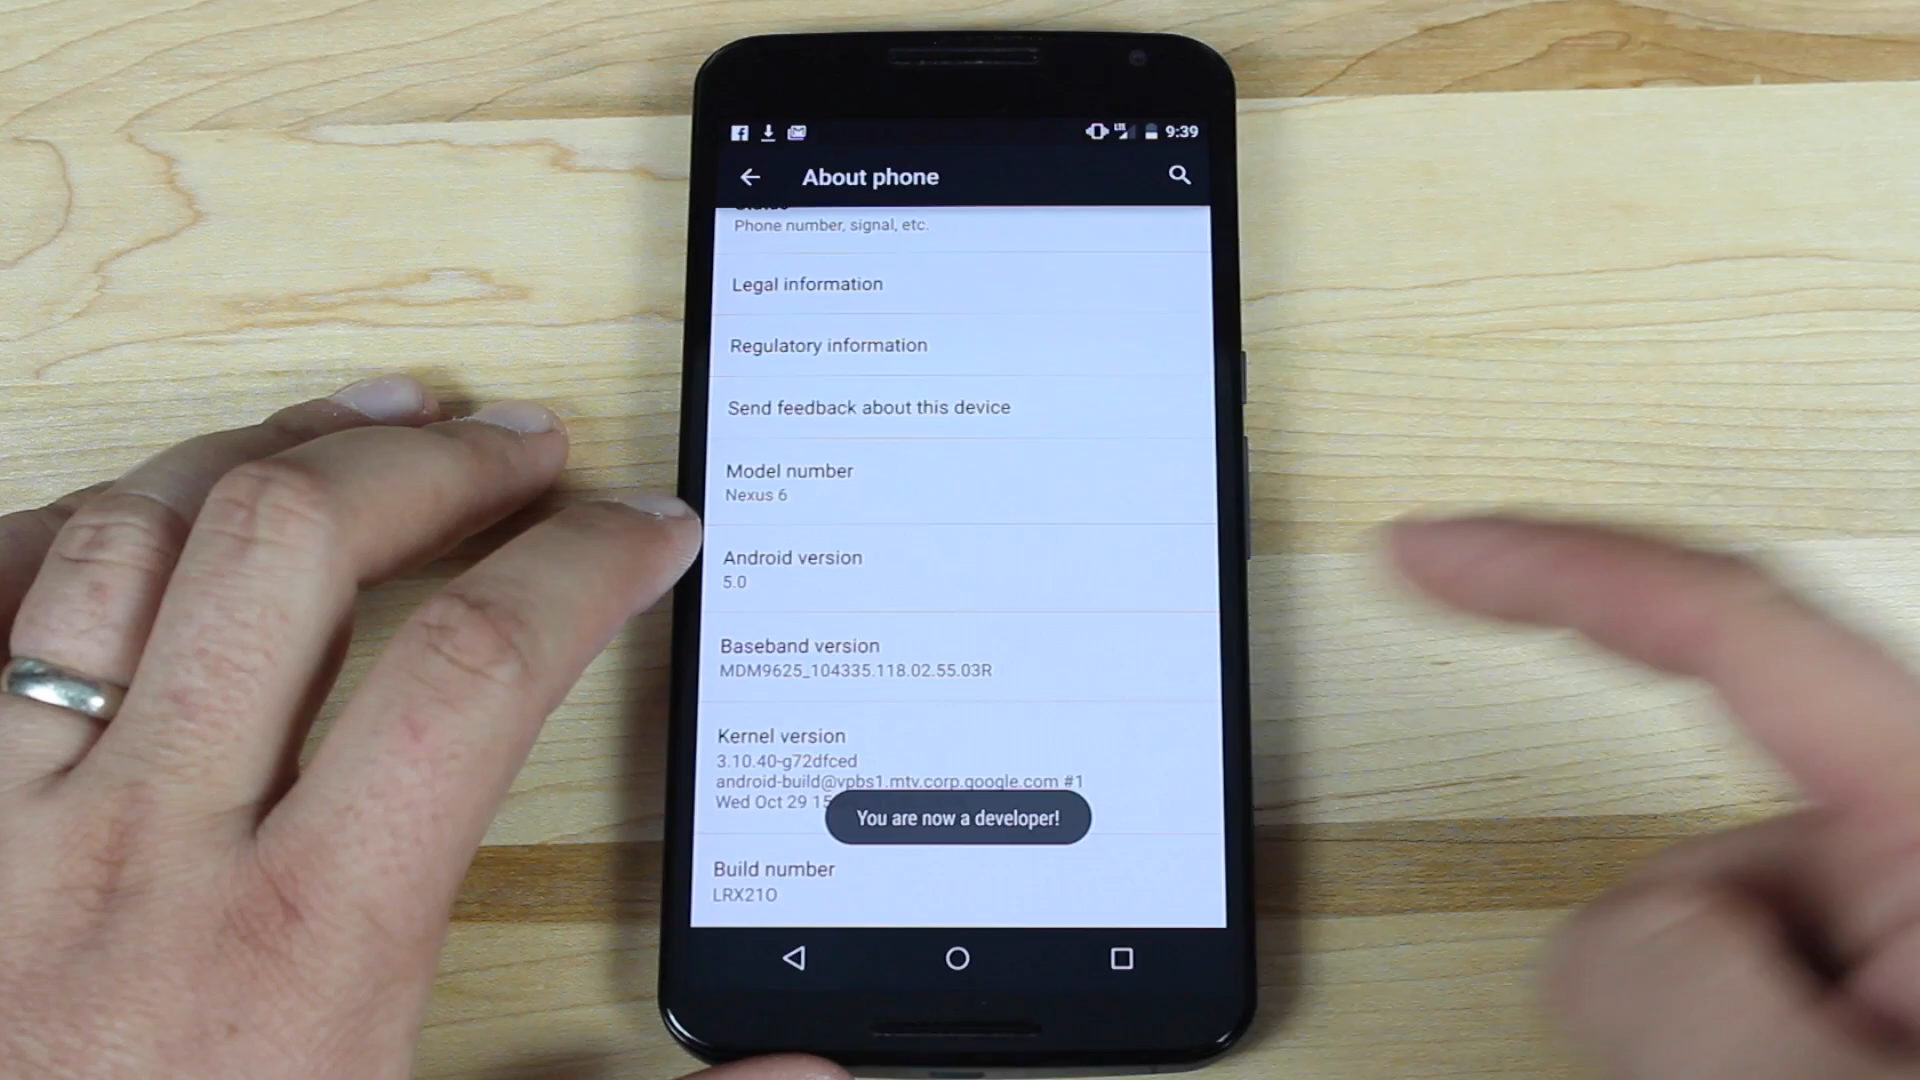 LTE 9:39
About phone
Phone number, signal, etc.
Legal information
Regulatory information
Send feedback about this device
Model number
Nexus 6
Android version
5.0
Baseband version
MDM9625_104335.118.02.55.03R
Kernel version
3.10.40-g72dfced
android-build@vpbs1.mtv.corp.google.com #1
Wed Oct 29 15
You are now a developer!
Build number
LRX21O